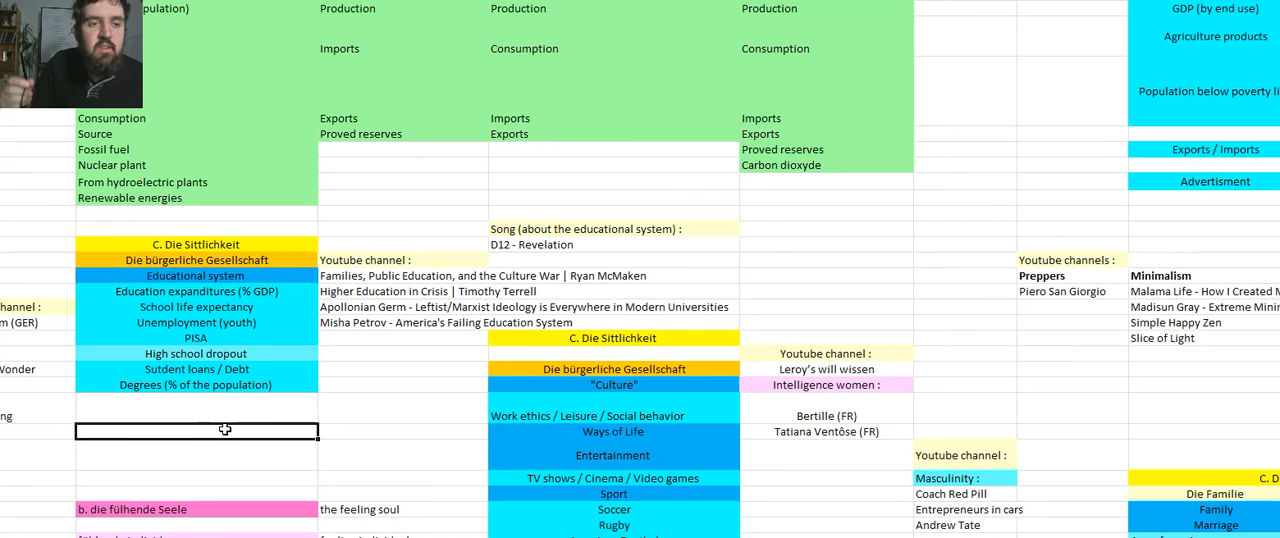 opulation) Production Production Production GDP (by end use)
Agriculture products
Imports Consumption Consumption
Population below poverty li
Consumption Exports Imports Imports
Source Proved reserves Exports Exports
Fossil fuel Proved reserves Exports / Imports
Nuclear plant Carbon dioxyde
From hydroelectric plants Advertisment
Renewable energies
Song (about the educational system) :
C. Die Sittlichkeit D12 - Revelation
Die bürgerliche Gesellschaft Youtube channel : Youtube channels :
Educational system Families, Public Education, and the Culture War | Ryan McMaken Preppers Minimalism
Education expanditures (% GDP) Higher Education in Crisis | Timothy Terrell Piero San Giorgio Malama Life - How I Created M
hannel : School life expectancy Apollonian Germ - Leftist/Marxist Ideology is Everywhere in Modern Universities Madisun Gray - Extreme Minir
m (GER) Unemployment (youth) Misha Petrov - America's Failing Education System Simple Happy Zen
PISA C. Die Sittlichkeit Slice of Light
High school dropout Youtube channel :
Wonder Sutdent loans / Debt Die bürgerliche Gesellschaft Leroy's will wissen
Degrees (% of the population) "Culture" Intelligence women :
ng Work ethics / Leisure / Social behavior Bertille (FR)
Ways of Life Tatiana Ventôse (FR)
Entertainment Youtube channel :
TV shows / Cinema / Video games Masculinity : C. D
Sport Coach Red Pill Die Familie
b. die fülhende Seele the feeling soul Soccer Entrepreneurs in cars Family
Rugby Andrew Tate Marriage